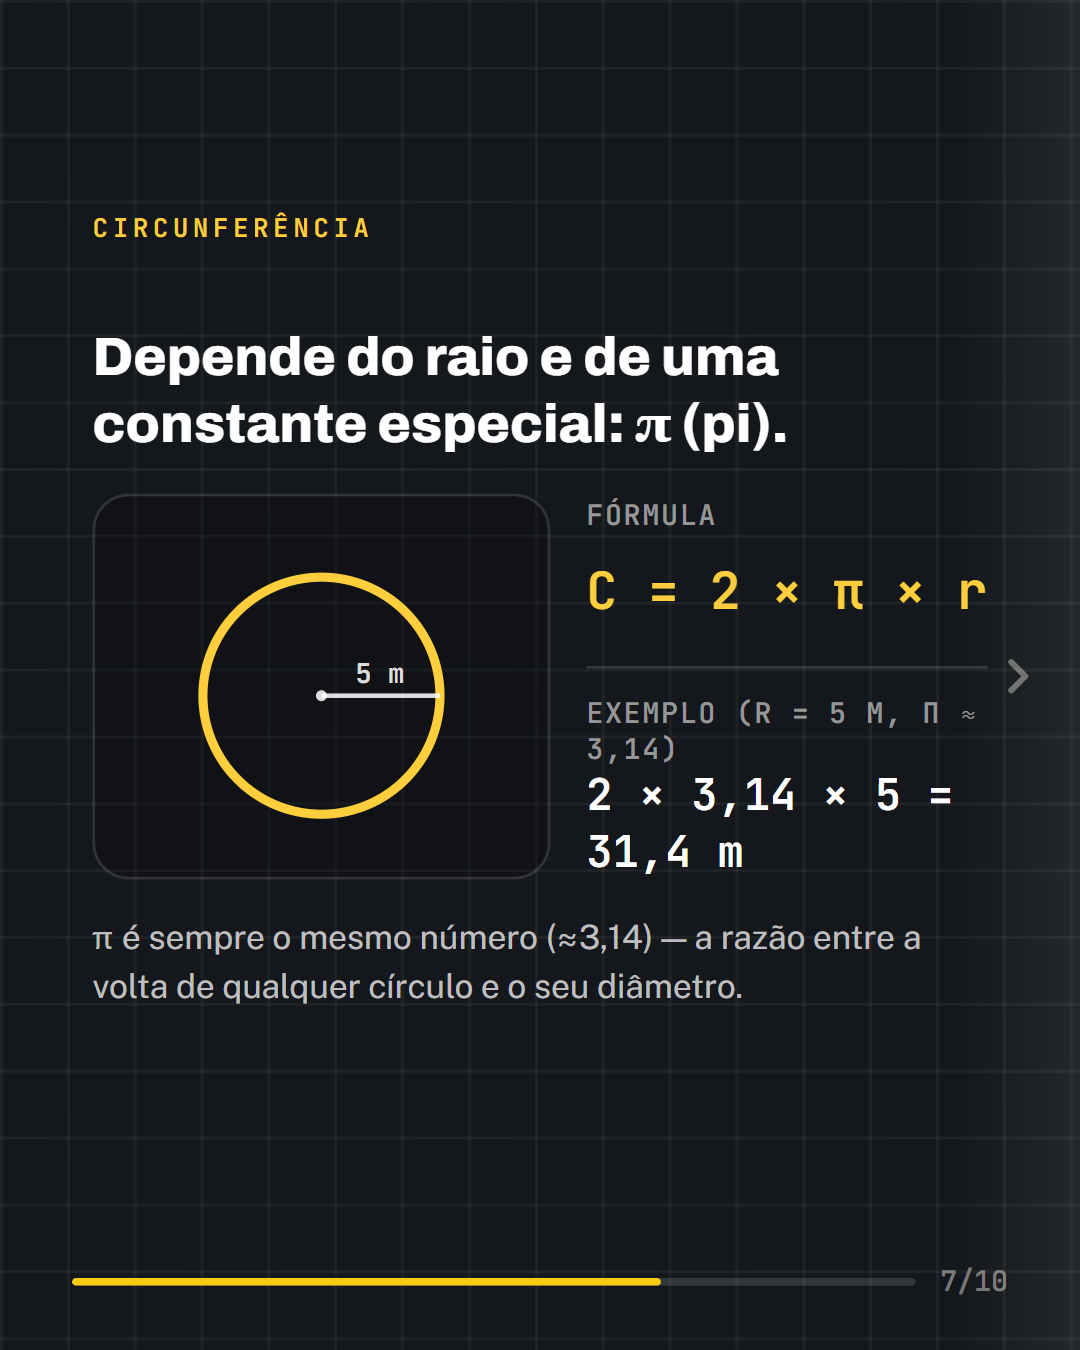 CIRCUNFERÊNCIA
Depende do raio e de uma
constante especial: π (pi).
5 m
FÓRMULA
C = 2 × π × r
EXEMPLO (R = 5 M, Π ≈
3,14)
2 × 3,14 × 5 =
31,4 m
π é sempre o mesmo número (≈3,14) — a razão entre a
volta de qualquer círculo e o seu diâmetro.
7/10